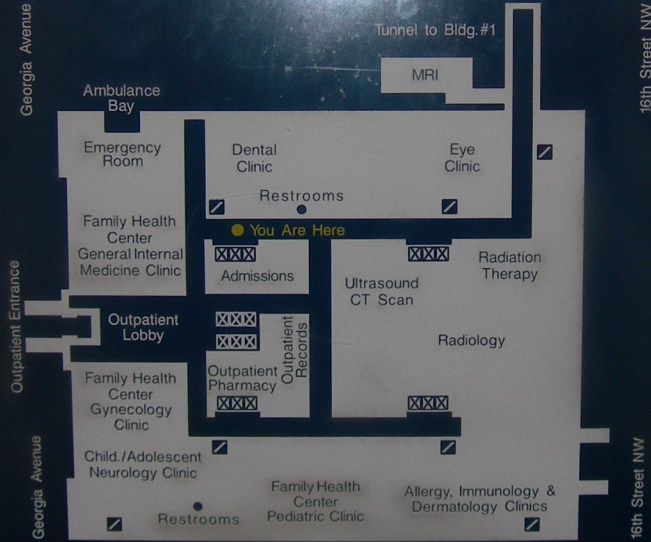 Georgia Avenue
Tunnel to Bldg.#1
16th Street NW
MRI
Ambulance
Bay
Emergency
Room
Dental
Clinic
Eye
Clinic
Restrooms
You Are Here
Family Health
Center
General Internal
Medicine Clinic
Admissions
Ultrasound
CT Scan
Radiation
Therapy
Outpatient Entrance
Outpatient
Lobby
Outpatient
Records
Radiology
Outpatient
Pharmacy
Family Health
Center
Gynecology
Clinic
Child./Adolescent
Neurology Clinic
Georgia Avenue
Restrooms
Family Health
Center
Pediatric Clinic
Allergy, Immunology &
Dermatology Clinics
16th Street NW